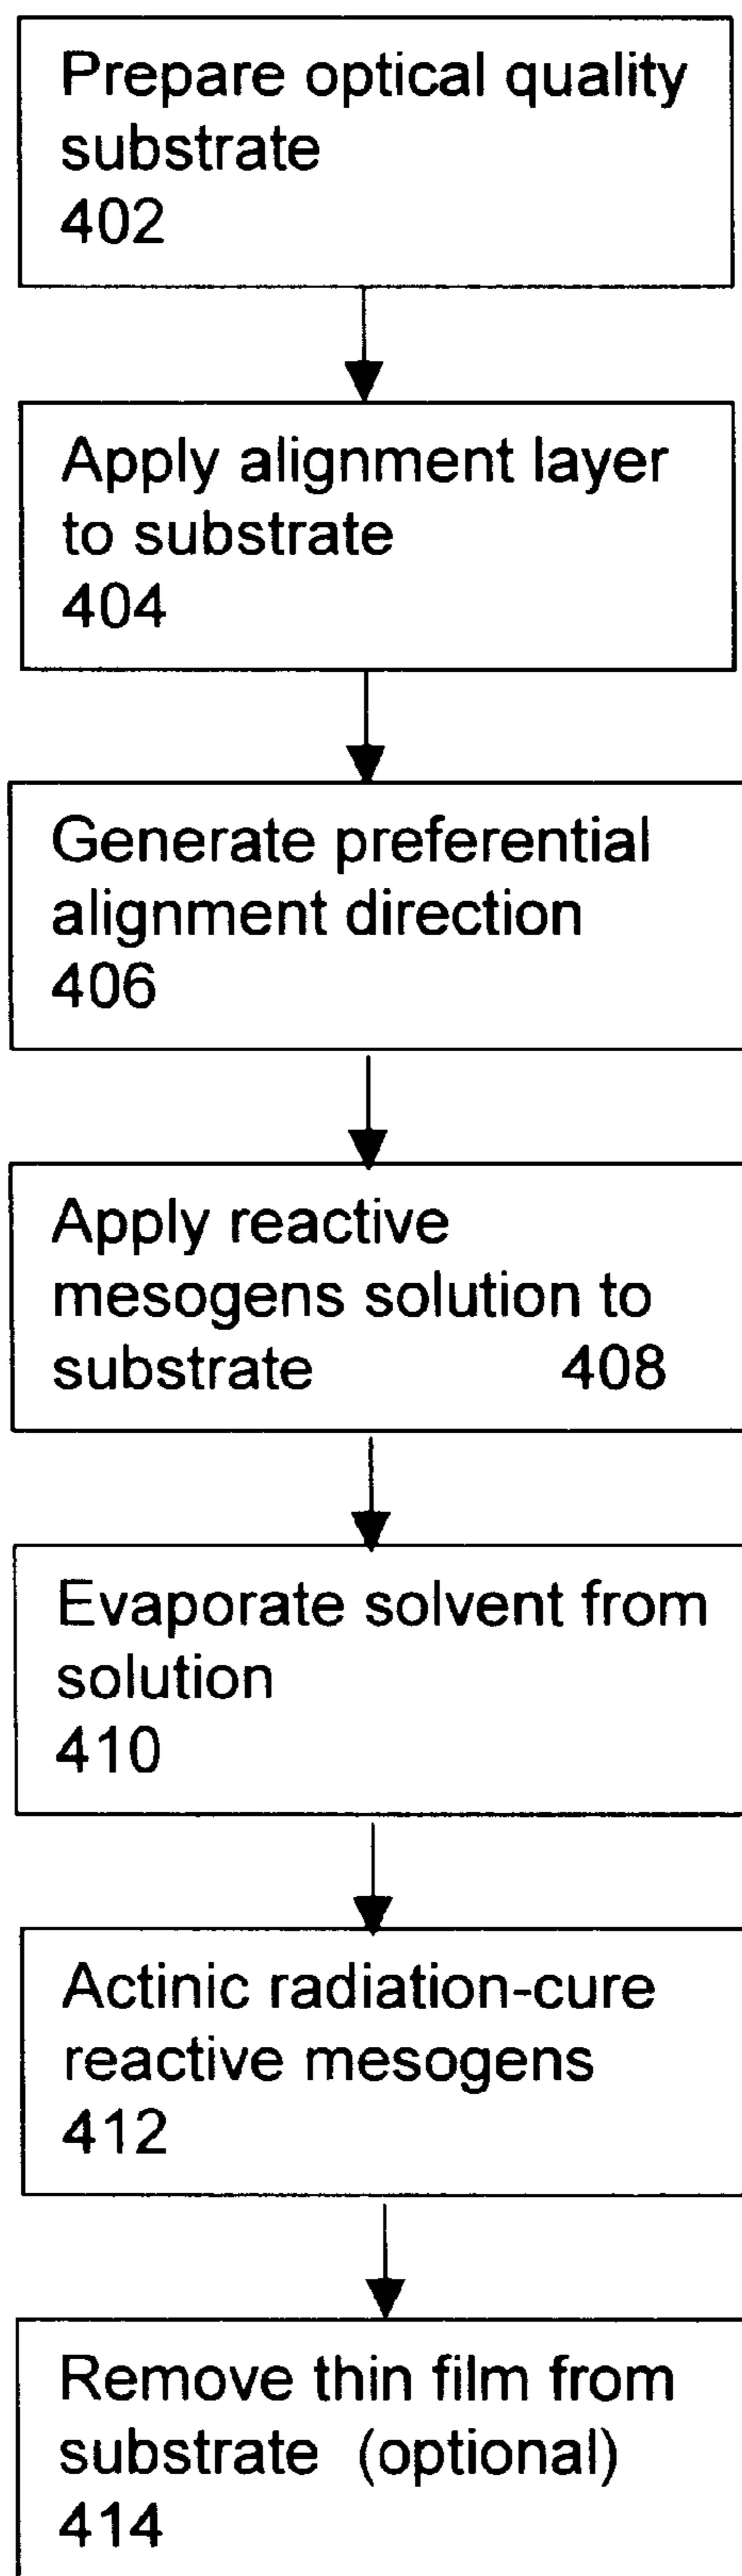 Prepare optical quality
substrate
402
Apply alignment layer
to substrate
404
Generate preferential
alignment direction
406
Apply reactive
mesogens solution to
substrate 408
Evaporate solvent from
solution
410
Actinic radiation-cure
reactive mesogens
412
Remove thin film from
substrate (optional)
414